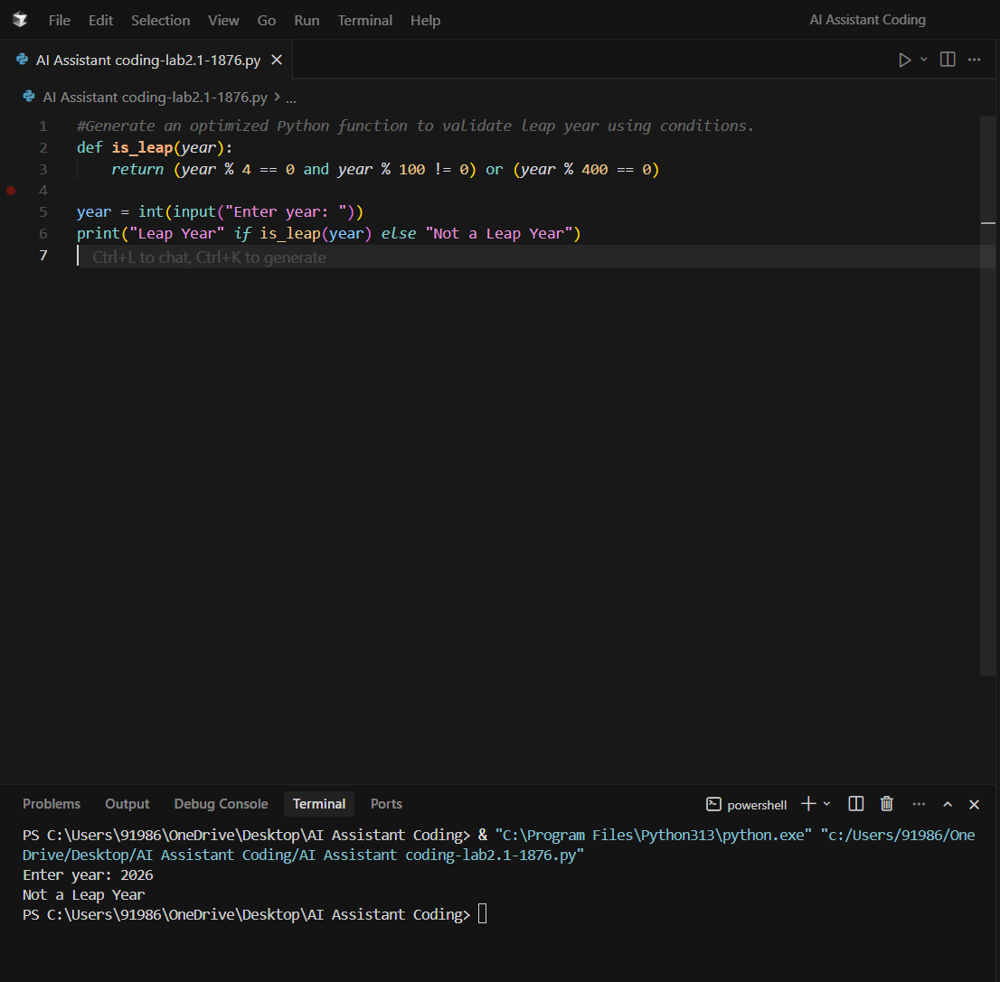 File Edit Selection View Go Run Terminal Help AI Assistant Coding
AI Assistant coding-lab2.1-1876.py
AI Assistant coding-lab2.1-1876.py > ...
1 #Generate an optimized Python function to validate leap year using conditions.
2 def is_leap(year):
3     return (year % 4 == 0 and year % 100 != 0) or (year % 400 == 0)
4
5 year = int(input("Enter year: "))
6 print("Leap Year" if is_leap(year) else "Not a Leap Year")
7 Ctrl+L to chat, Ctrl+K to generate
Problems Output Debug Console Terminal Ports powershell
PS C:\Users\91986\OneDrive\Desktop\AI Assistant Coding> & "C:\Program Files\Python313\python.exe" "c:/Users/91986/One
Drive/Desktop/AI Assistant Coding/AI Assistant coding-lab2.1-1876.py"
Enter year: 2026
Not a Leap Year
PS C:\Users\91986\OneDrive\Desktop\AI Assistant Coding>